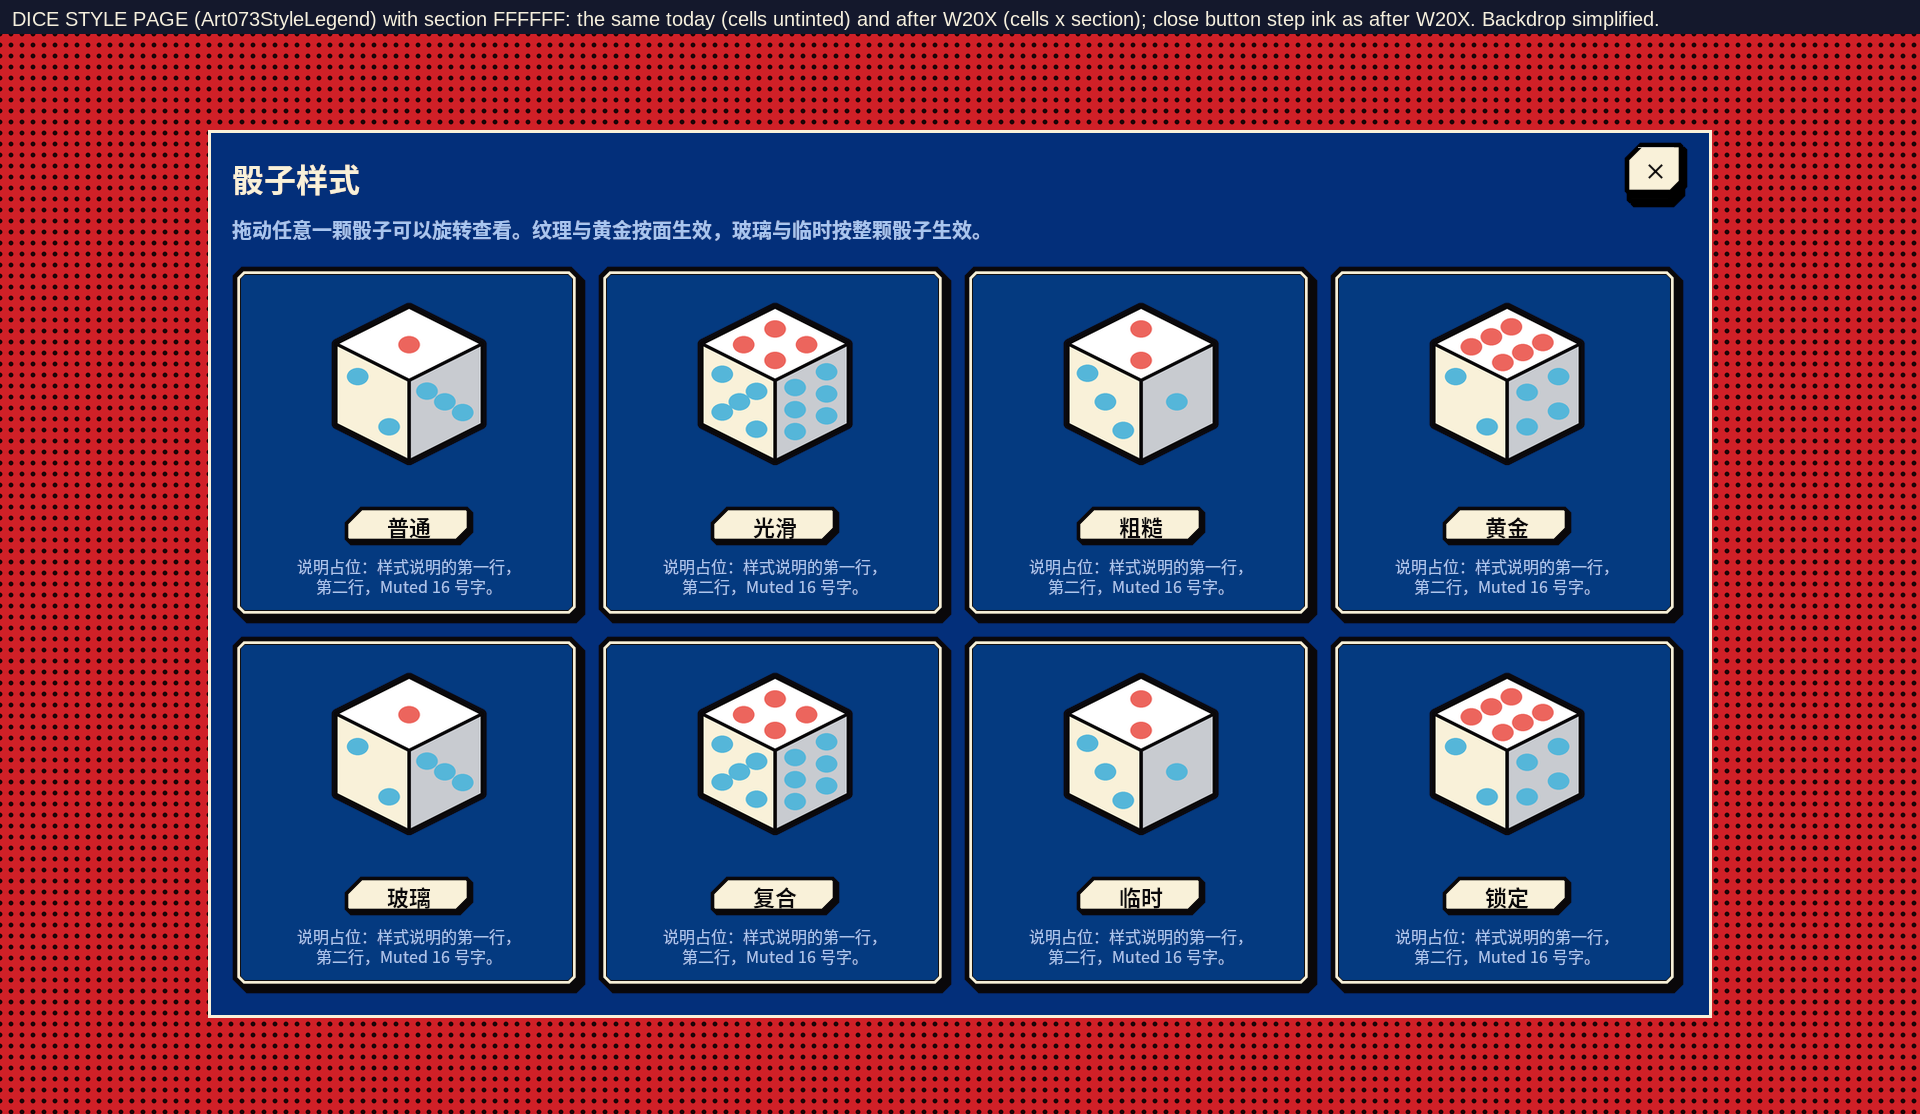 DICE STYLE PAGE (Art073StyleLegend) with section FFFFFF: the same today (cells untinted) and after W20X (cells x section); close button step ink as after W20X. Backdrop simplified.
骰子样式
×
拖动任意一颗骰子可以旋转查看。纹理与黄金按面生效，玻璃与临时按整颗骰子生效。
普通
光滑
粗糙
黄金
说明占位：样式说明的第一行，
第二行，Muted 16 号字。
说明占位：样式说明的第一行，
第二行，Muted 16 号字。
说明占位：样式说明的第一行，
第二行，Muted 16 号字。
说明占位：样式说明的第一行，
第二行，Muted 16 号字。
玻璃
复合
临时
锁定
说明占位：样式说明的第一行，
第二行，Muted 16 号字。
说明占位：样式说明的第一行，
第二行，Muted 16 号字。
说明占位：样式说明的第一行，
第二行，Muted 16 号字。
说明占位：样式说明的第一行，
第二行，Muted 16 号字。